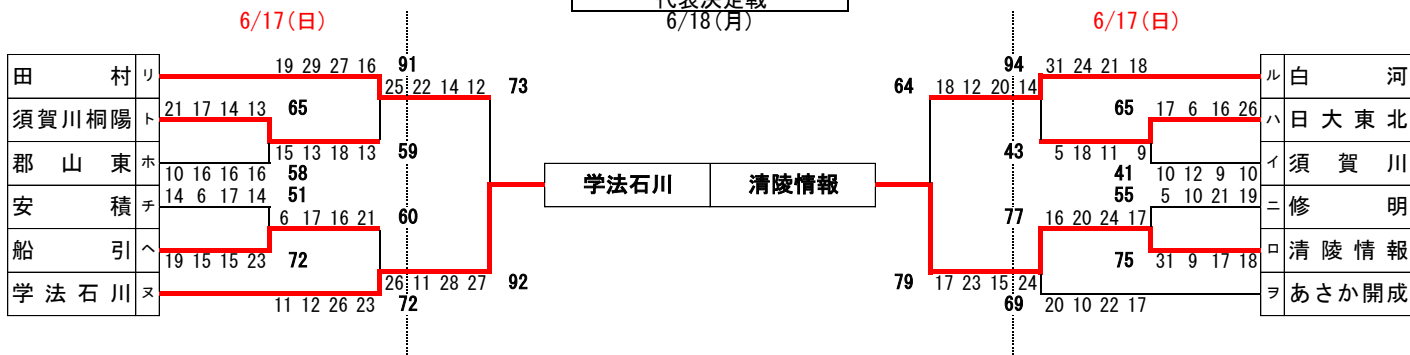 代表決定戦
6/17(日) 6/18(月) 6/17(日)
19 29 27 16 91 94 31 24 21 18
田村 リ ル 白河
25 22 14 12 73 64 18 12 20 14
21 17 14 13 65 65 17 6 16 26
須賀川桐陽 ト ハ 日大東北
15 13 18 13 59 43 5 18 11 9
郡山東 ホ イ 須賀川
10 16 16 16 58 41 10 12 9 10
学法石川 清陵情報
14 6 17 14 51 55 5 10 21 19
安積 チ ニ 修明
6 17 16 21 60 77 16 20 24 17
船引 ヘ ロ 清陵情報
19 15 15 23 72 75 31 9 17 18
26 11 28 27 92 79 17 23 15 24
学法石川 ヌ ヲ あさか開成
11 12 26 23 72 69 20 10 22 17